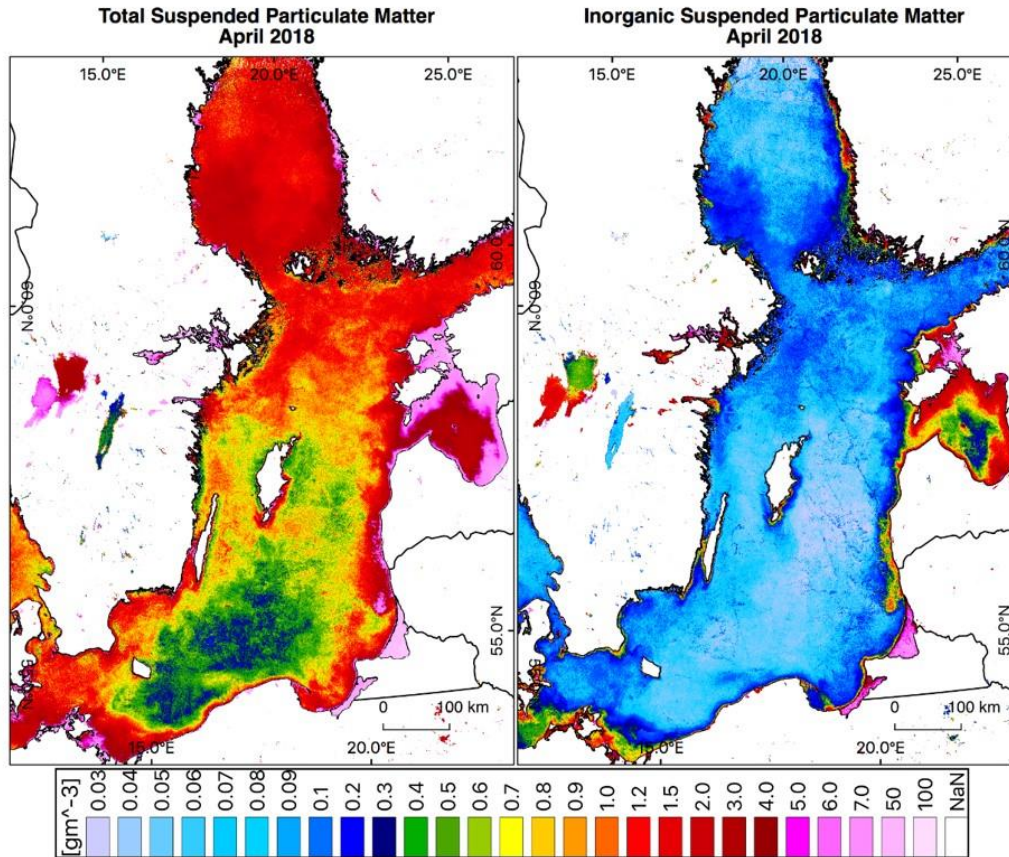 Total Suspended Particulate Matter
April 2018
Inorganic Suspended Particulate Matter
April 2018
15.0°E
20.0°E
25.0°E
15.0°E
20.0°E
25.0°E
60.0°N
60.0°N
60.0°N
60.0°N
55.0°N
55.0°N
0 100 km
0 100 km
15.0°E
20.0°E
15.0°E
20.0°E
[gm^-3]
0.03
0.04
0.05
0.06
0.07
0.08
0.09
0.1
0.2
0.3
0.4
0.5
0.6
0.7
0.8
0.9
1.0
1.2
1.5
2.0
3.0
4.0
5.0
6.0
7.0
50
100
NaN